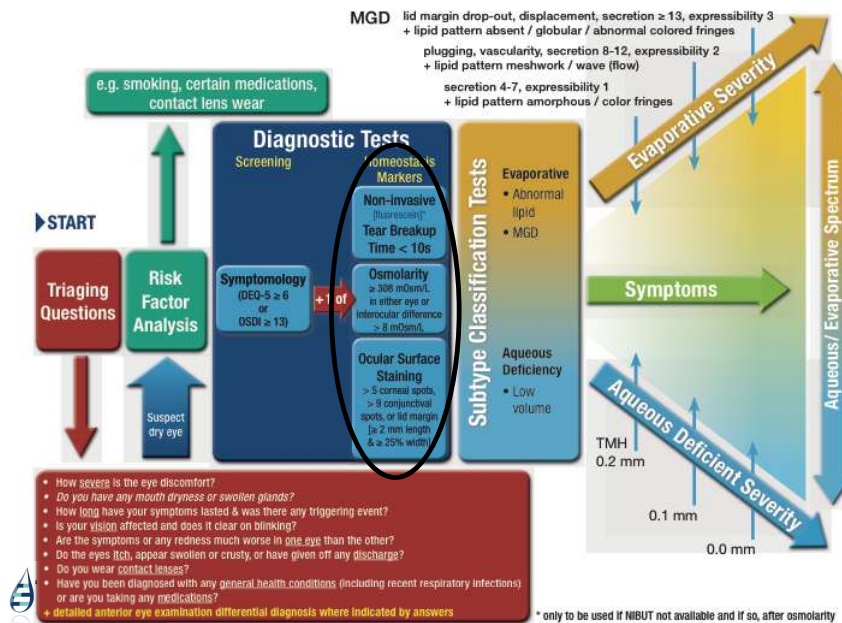 MGD
lid margin drop-out, displacement, secretion ≥ 13, expressibility 3
+ lipid pattern absent / globular / abnormal colored fringes
plugging, vascularity, secretion 8-12, expressibility 2
+ lipid pattern meshwork / wave (flow)
secretion 4-7, expressibility 1
+ lipid pattern amorphous / color fringes
e.g. smoking, certain medications,
contact lens wear
START
Triaging
Questions
Risk
Factor
Analysis
Suspect
dry eye
Diagnostic Tests
Screening
Homeostasis
Markers
Symptomology
(DEQ-5 ≥ 6
or
OSDI ≥ 13)
+ 1 of
Non-invasive
[fluorescein]*
Tear Breakup
Time < 10s
Osmolarity
≥ 308 mOsm/L
in either eye or
interocular difference
> 8 mOsm/L
Ocular Surface
Staining
> 5 corneal spots,
> 9 conjunctival
spots, or lid margin
[≥ 2 mm length
& ≥ 25% width]
Subtype Classification Tests
Evaporative
• Abnormal
lipid
• MGD
Aqueous
Deficiency
• Low
volume
Evaporative Severity
Symptoms
Aqueous Deficient Severity
Aqueous / Evaporative Spectrum
TMH
0.2 mm
0.1 mm
0.0 mm
• How severe is the eye discomfort?
• Do you have any mouth dryness or swollen glands?
• How long have your symptoms lasted & was there any triggering event?
• Is your vision affected and does it clear on blinking?
• Are the symptoms or any redness much worse in one eye than the other?
• Do the eyes itch, appear swollen or crusty, or have given off any discharge?
• Do you wear contact lenses?
• Have you been diagnosed with any general health conditions (including recent respiratory infections)
or are you taking any medications?
+ detailed anterior eye examination differential diagnosis where indicated by answers
* only to be used if NIBUT not available and if so, after osmolarity